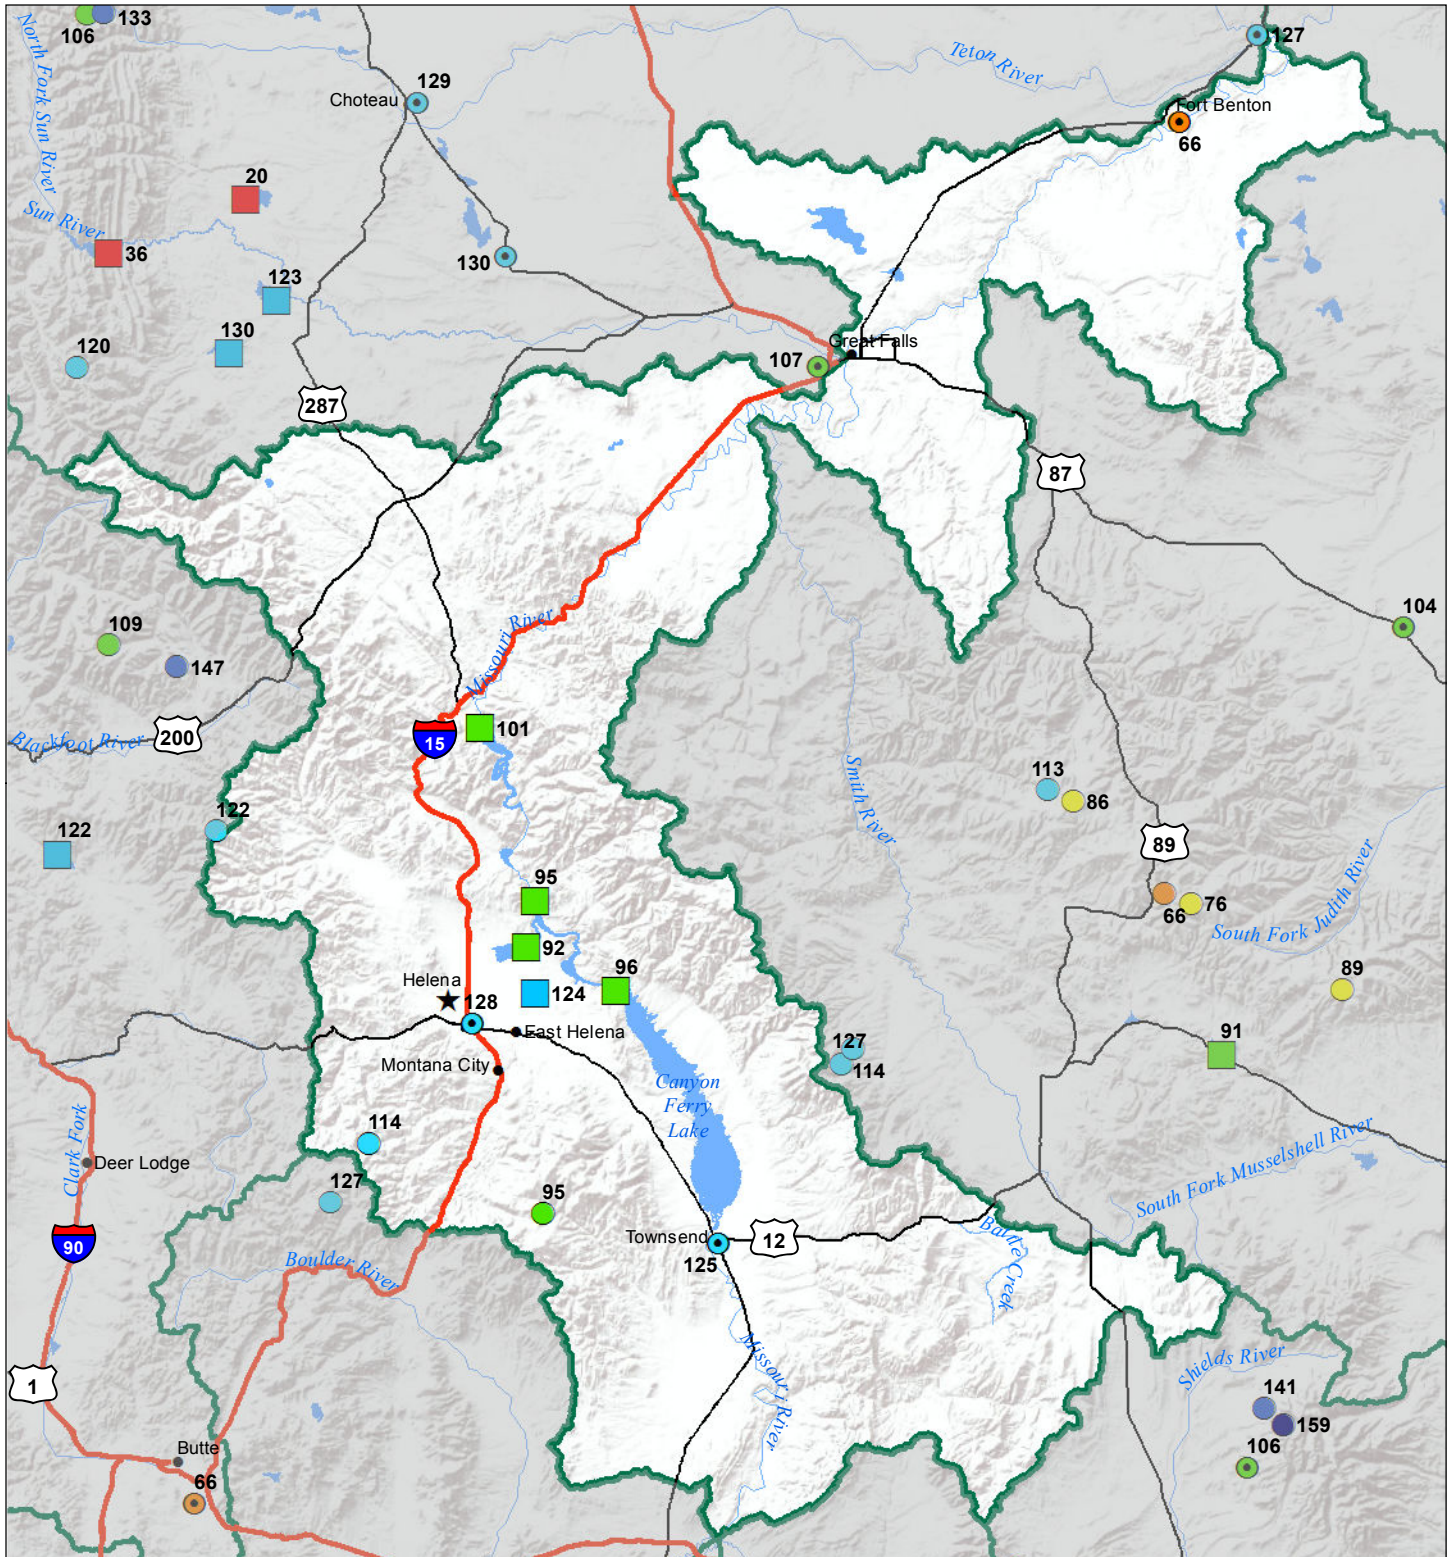 106
133
North Fork Sun River
Teton River
127
Choteau
129
Fort Benton
66
20
Sun River
36
123
130
130
120
Great Falls
107
287
87
104
109
147
Missouri River
Blackfoot River
200
15
101
Smith River
113
86
122
122
89
95
66
76
South Fork Judith River
92
96
89
Helena
124
128
East Helena
127
114
91
Montana City
Canyon
Ferry
Lake
Clark Fork
114
Deer Lodge
South Fork Musselshell River
127
95
90
Townsend
12
125
Boulder River
Creek
Missouri River
Shields River
1
141
159
106
Butte
66